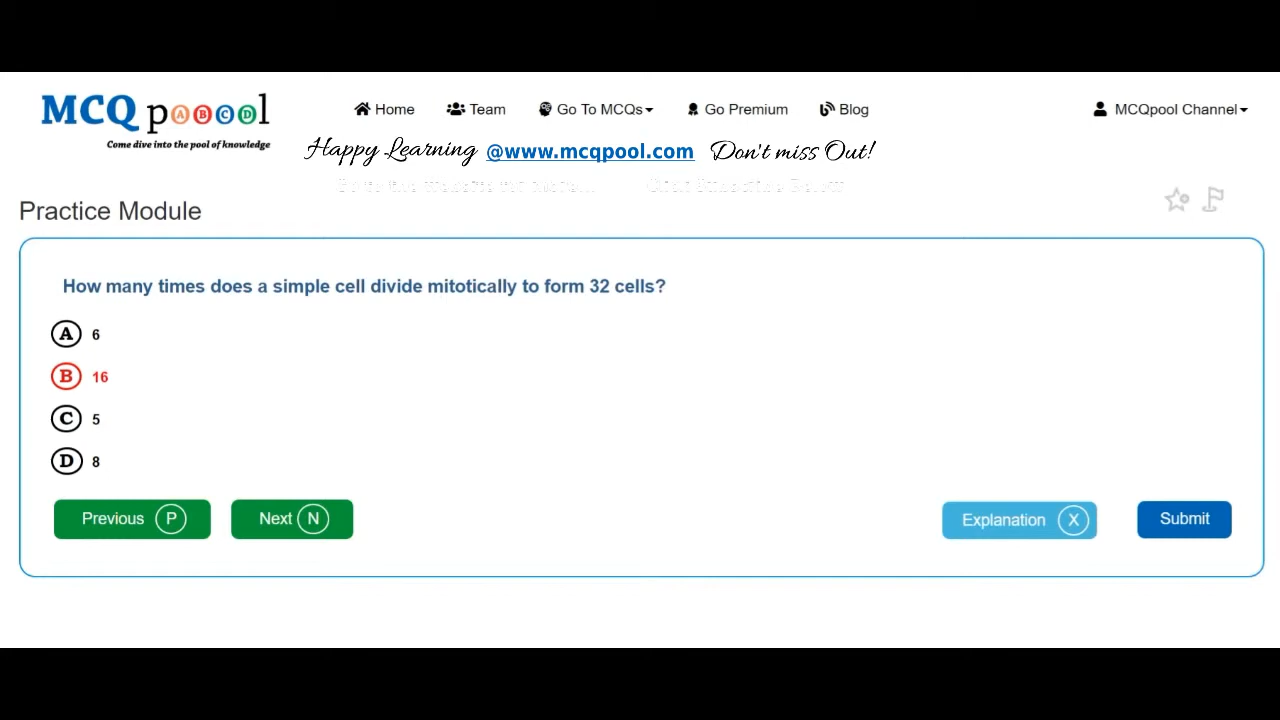 MCQ pooool
Come dive into the pool of knowledge
Home Team Go To MCQs Go Premium Blog MCQpool Channel
Happy Learning @www.mcqpool.com Don't miss Out!
Practice Module
How many times does a simple cell divide mitotically to form 32 cells?
A 6
B 16
C 5
D 8
Previous P Next N Explanation X Submit